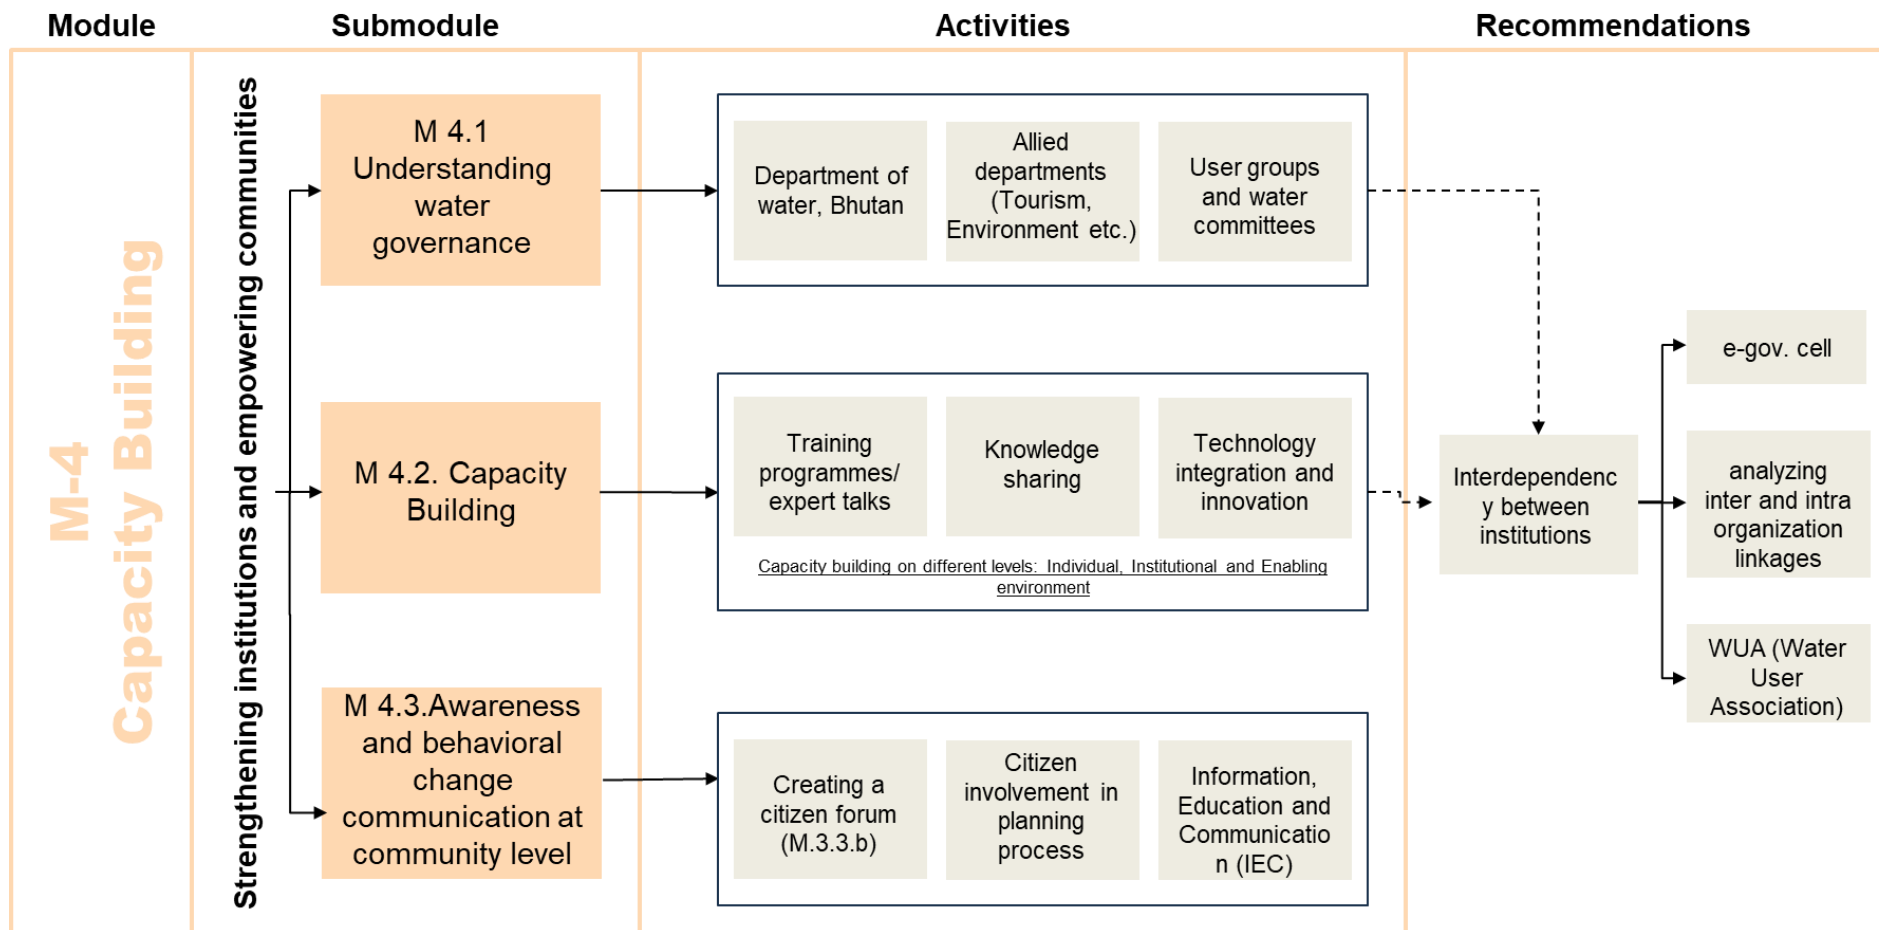 Module
Submodule
Activities
Recommendations
M-4
Capacity Building
Strengthening institutions and empowering communities
M 4.1
Understanding
water
governance
Department of
water, Bhutan
Allied
departments
(Tourism,
Environment etc.)
User groups
and water
committees
M 4.2. Capacity
Building
Training
programmes/
expert talks
Knowledge
sharing
Technology
integration and
innovation
Capacity building on different levels: Individual, Institutional and Enabling
environment
M 4.3.Awareness
and behavioral
change
communication at
community level
Creating a
citizen forum
(M.3.3.b)
Citizen
involvement in
planning
process
Information,
Education and
Communicatio
n (IEC)
Interdependenc
y between
institutions
e-gov. cell
analyzing
inter and intra
organization
linkages
WUA (Water
User
Association)